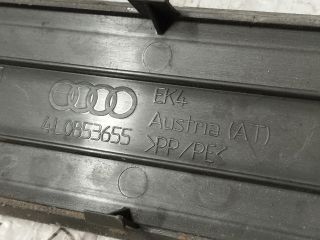 EK4
4L0853655
Austria (AT)
>PP/PE<